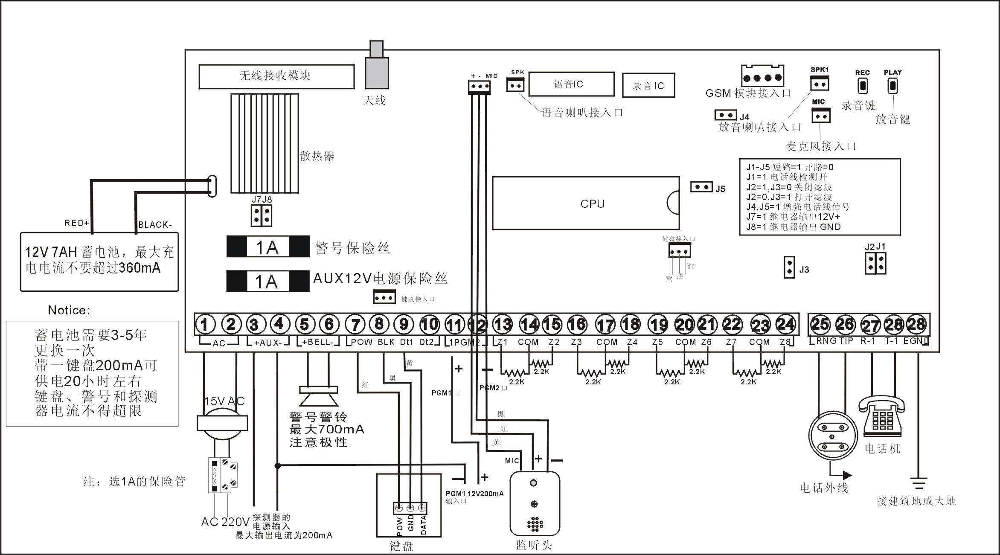 无线接收模块
天线
+ - MIC
SPK
语音IC
录音 IC
语音喇叭接入口
GSM 模块接入口
SPK1
REC
PLAY
MIC
录音键
放音键
J4
放音喇叭接入口
麦克风接入口
散热器
J7J8
CPU
J5
J1-J5 短路=1 开路=0
J1=1 电话线检测开
J2=1,J3=0 关闭滤波
J2=0,J3=1 打开滤波
J4,J5=1 增强电话线信号
J7=1 继电器输出12V+
J8=1 继电器输出 GND
RED+
BLACK-
12V 7AH 蓄电池，最大充
电电流不要超过360mA
1A
警号保险丝
1A
AUX12V电源保险丝
键盘接入口
键盘接入口
黄
黑
红
J3
J2 J1
Notice:
蓄电池需要3-5年
更换一次
带一键盘200mA可
供电20小时左右
键盘、警号和探测
器电流不得超限
1 2 3 4 5 6 7 8 9 10 11 12 13 14 15 16 17 18 19 20 21 22 23 24 25 26 27 28 28
AC +AUX- +BELL- POW BLK Dt1 Dt2 1PGM2 Z1 COM Z2 Z3 COM Z4 Z5 COM Z6 Z7 COM Z8 RNG TIP R-1 T-1 EGND
黄
黑
红
+
PGM1 口
PGM2 口
2.2K
2.2K
2.2K
2.2K
2.2K
2.2K
2.2K
2.2K
15V AC
警号警铃
最大700mA
注意极性
黑
红
黄
MIC
+
－
－
+
PGM1 12V200mA
输入口
注：选1A的保险管
AC 220V
探测器的
电源输入
最大输出电流为200mA
POW
GND
DATA
键盘
监听头
电话机
电话外线
接建筑地或大地